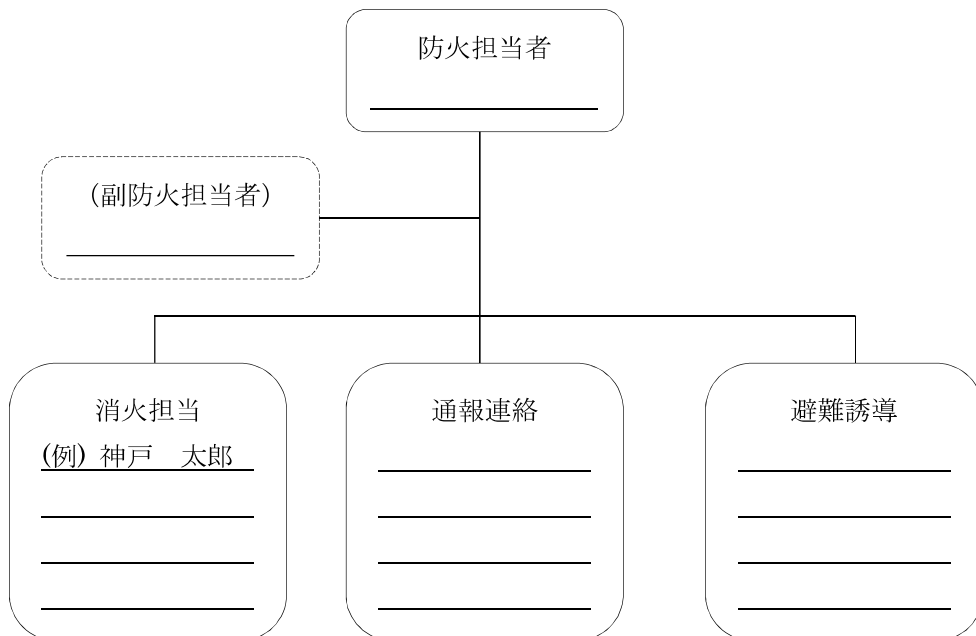 防火担当者
(副防火担当者)
消火担当
(例) 神戸　太郎
通報連絡
避難誘導